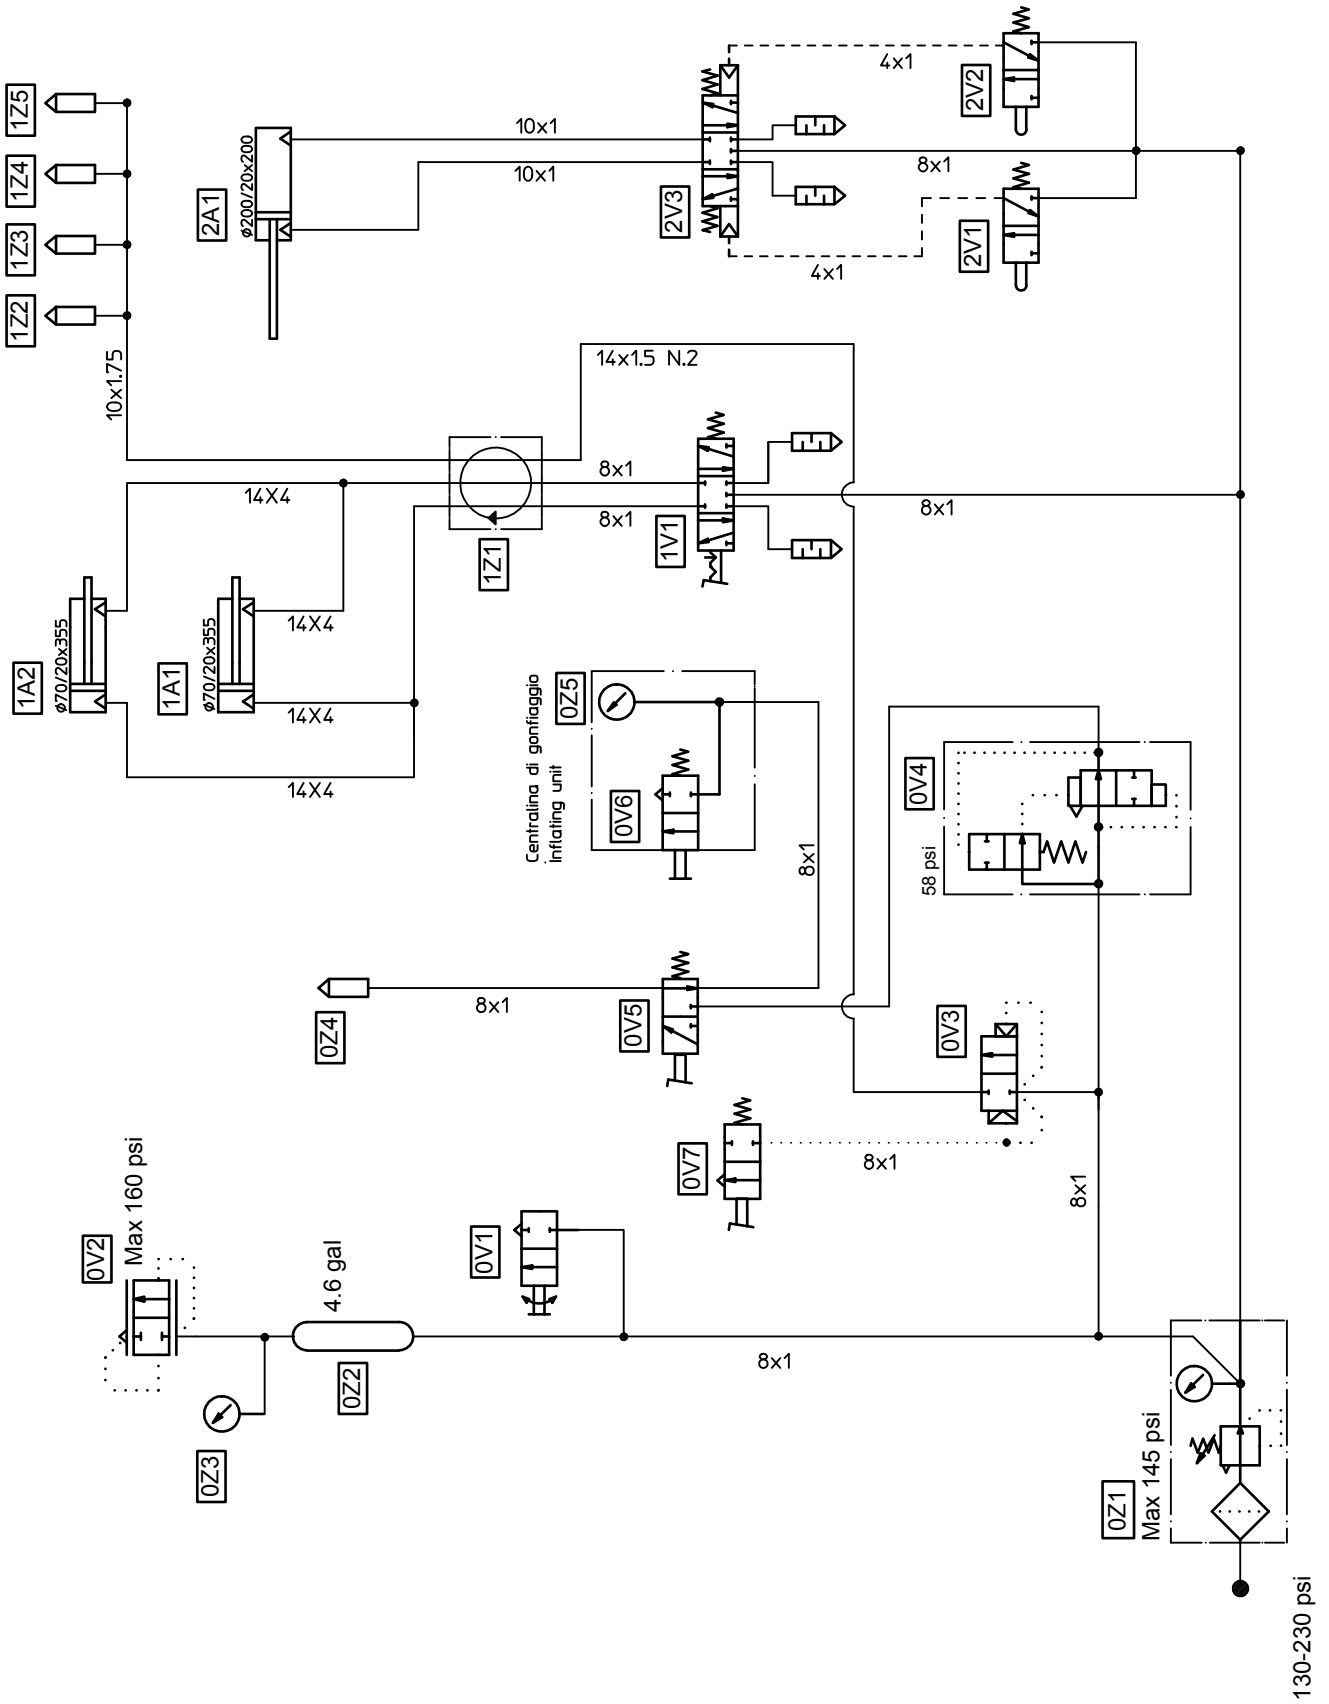 1Z5
1Z4
1Z3
1Z2
10x1.75
2A1
ø200/20x200
10x1
10x1
2V3
4x1
4x1
2V2
2V1
8x1
14x1.5 N.2
14X4
14X4
14X4
14X4
1A2
ø70/20x355
1A1
ø70/20x355
1Z1
8x1
8x1
1V1
8x1
Centralina di gonfiaggio
Inflating unit
0Z5
0V6
8x1
0V4
58 psi
0Z4
8x1
0V5
0V3
0V7
8x1
8x1
0V2
Max 160 psi
0Z3
4.6 gal
0Z2
0V1
8x1
0Z1
Max 145 psi
130-230 psi